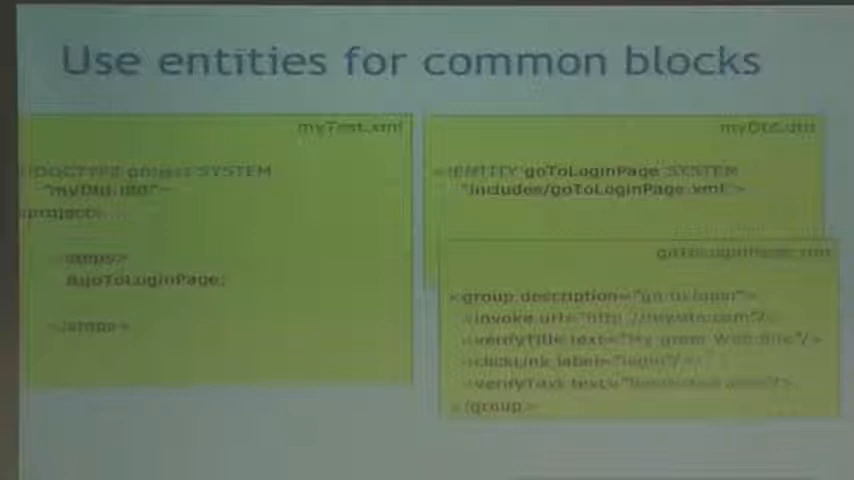 Use entities for common blocks
myTest.xml
<!DOCTYPE project SYSTEM
"myDtd.dtd">
<project>...
<steps>
&goToLoginPage;
</steps>
myDtd.dtd
<!ENTITY goToLoginPage SYSTEM
"includes/goToLoginPage.xml">
goToLoginPage.xml
<group description="go to login">
<invoke url="http://mysite.com"/>
<verifyTitle text="My great Web Site"/>
<clickLink label="login"/>
<verifyText text=
</group>